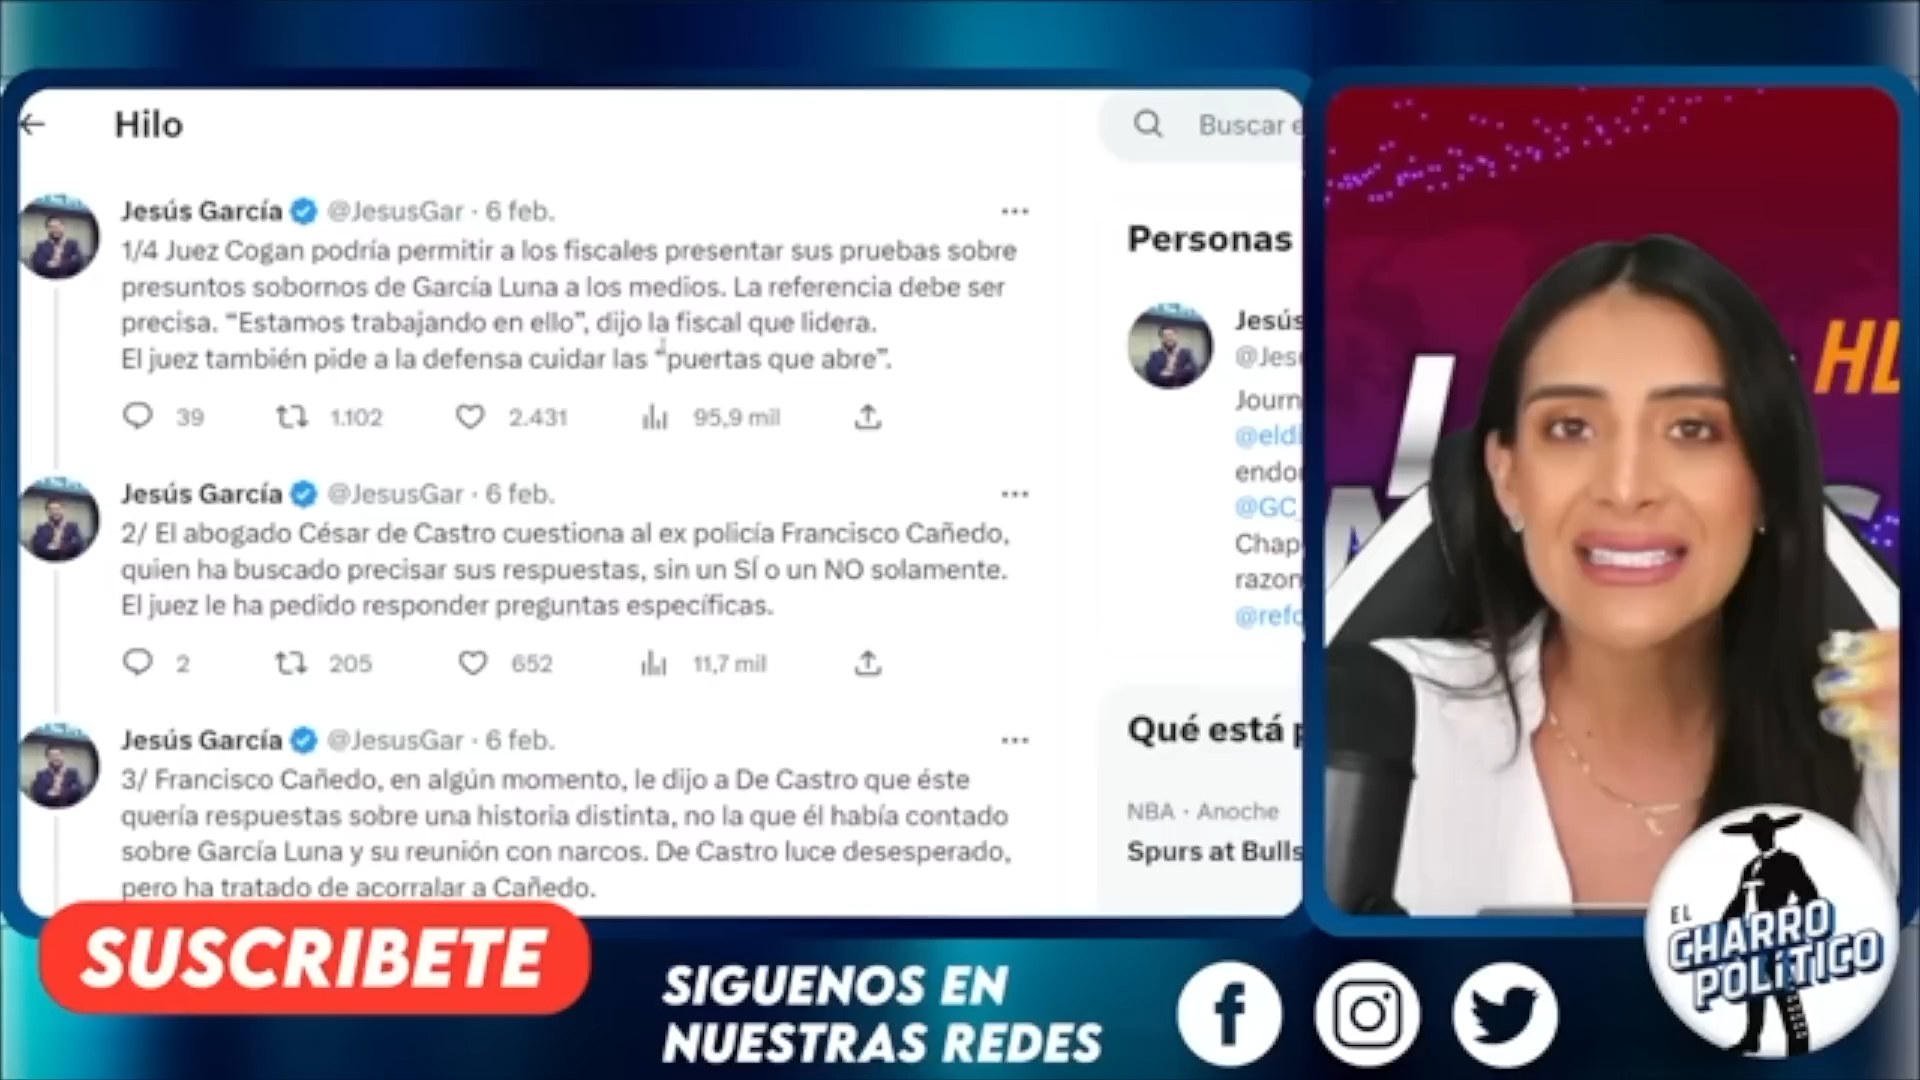 Hilo
Buscar e
Jesús García @JesusGar · 6 feb.
1/4 Juez Cogan podría permitir a los fiscales presentar sus pruebas sobre
presuntos sobornos de García Luna a los medios. La referencia debe ser
precisa. “Estamos trabajando en ello”, dijo la fiscal que lidera.
El juez también pide a la defensa cuidar las “puertas que abre”.
39 1.102 2.431 95,9 mil
Jesús García @JesusGar · 6 feb.
2/ El abogado César de Castro cuestiona al ex policía Francisco Cañedo,
quien ha buscado precisar sus respuestas, sin un SÍ o un NO solamente.
El juez le ha pedido responder preguntas específicas.
2 205 652 11,7 mil
Jesús García @JesusGar · 6 feb.
3/ Francisco Cañedo, en algún momento, le dijo a De Castro que éste
quería respuestas sobre una historia distinta, no la que él había contado
sobre García Luna y su reunión con narcos. De Castro luce desesperado,
pero ha tratado de acorralar a Cañedo.
Personas
Jesús
@Jesu
Journ
@eldi
endor
@GC_
Chap
razon
@refo
Qué está p
NBA · Anoche
Spurs at Bulls
HL
SUSCRIBETE
SIGUENOS EN
NUESTRAS REDES
EL
CHARRO
POLÍTICO